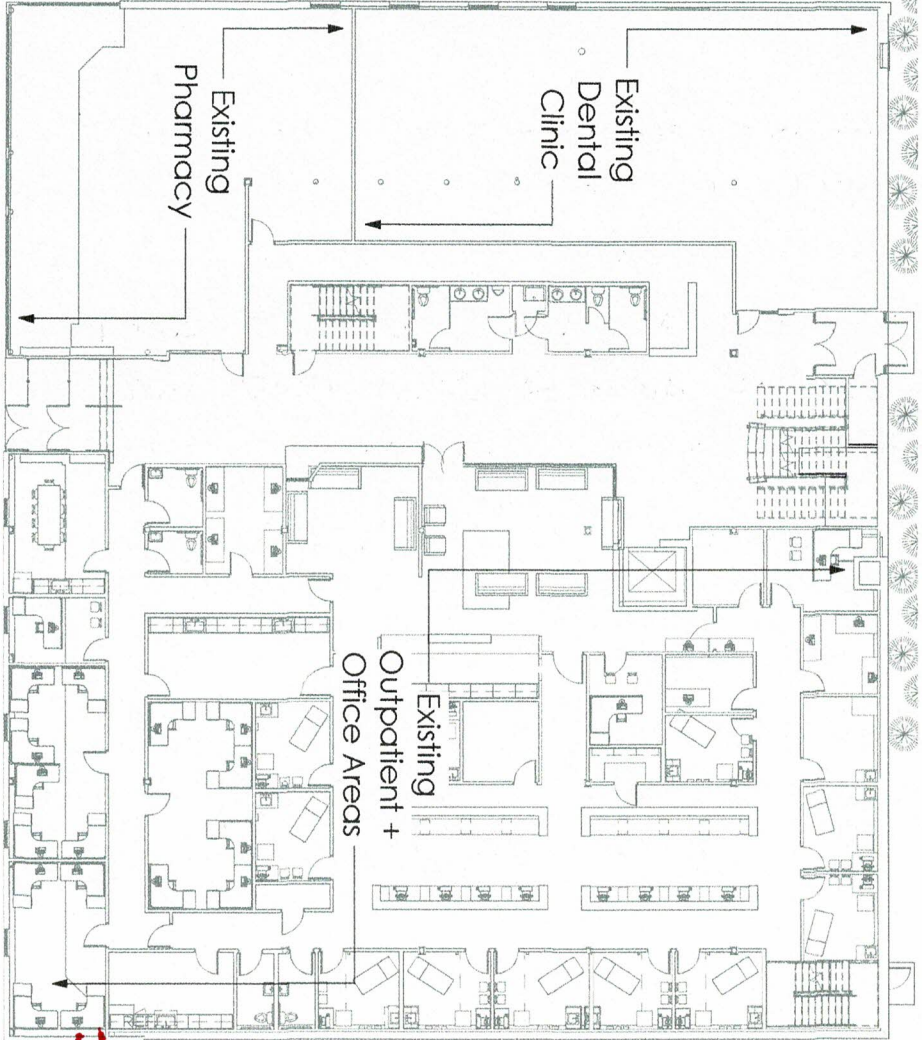 Existing
Dental
Clinic
Existing
Pharmacy
Existing
Outpatient +
Office Areas